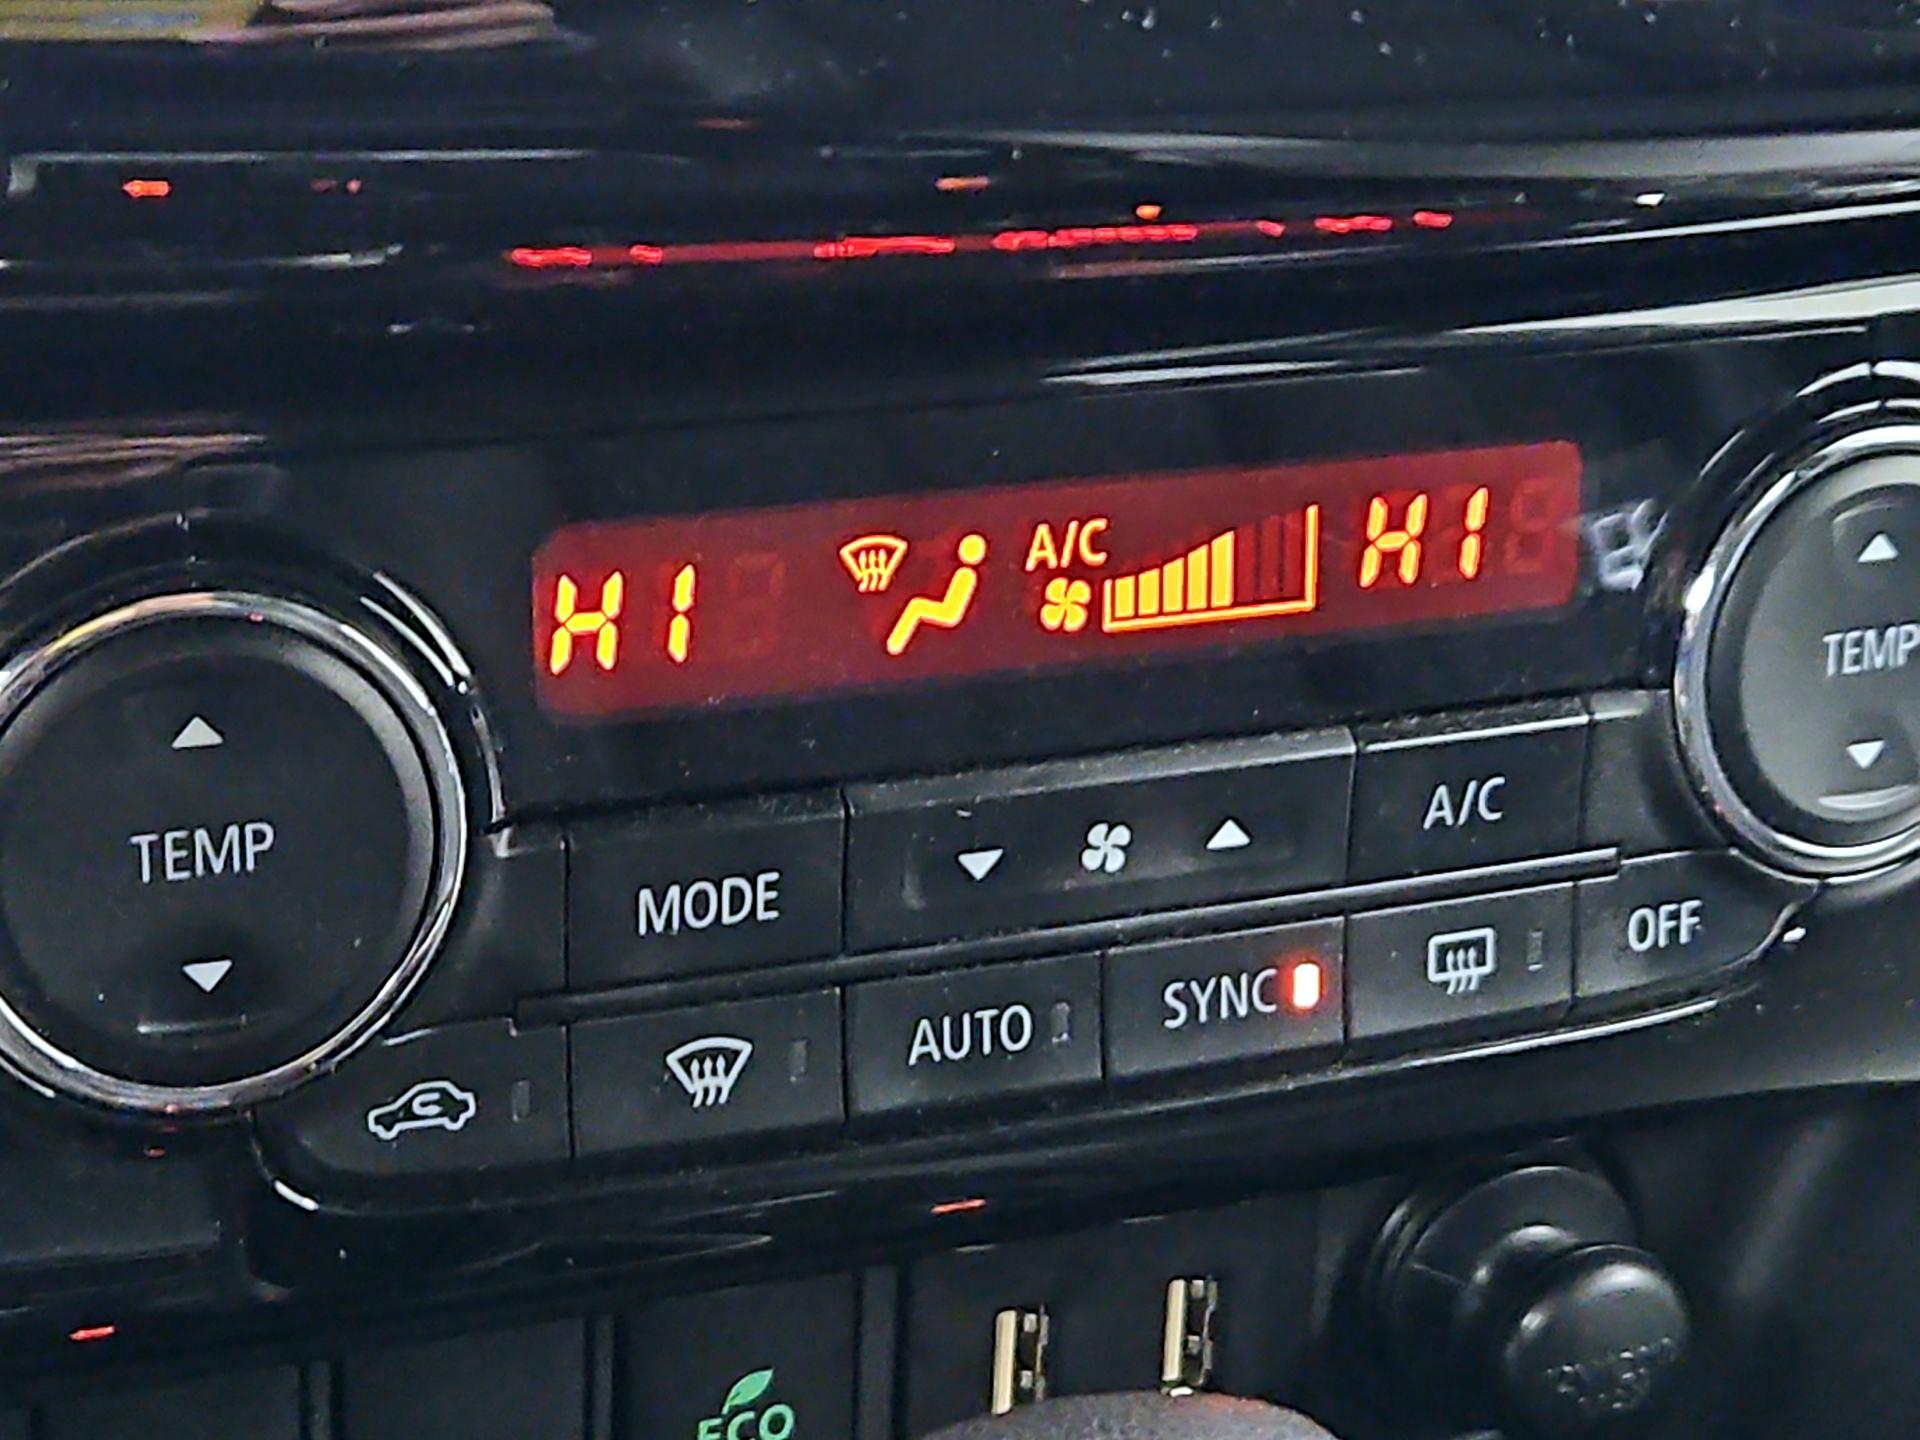 HI
A/C
HI
TEMP
TEMP
MODE
A/C
AUTO
SYNC
OFF
ECO